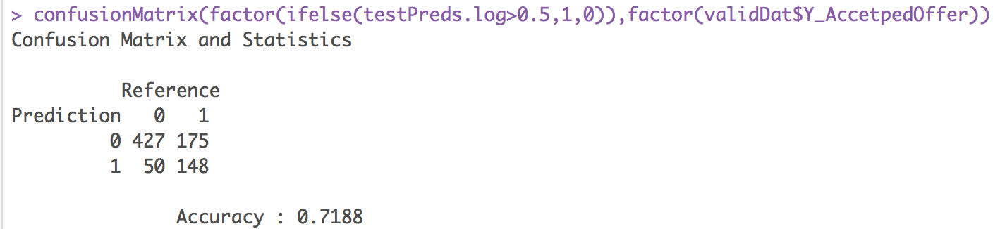 > confusionMatrix(factor(ifelse(testPreds.log>0.5,1,0)),factor(validDat$Y_AccetpedOffer))
Confusion Matrix and Statistics
Reference
Prediction 0 1
0 427 175
1 50 148
Accuracy : 0.7188